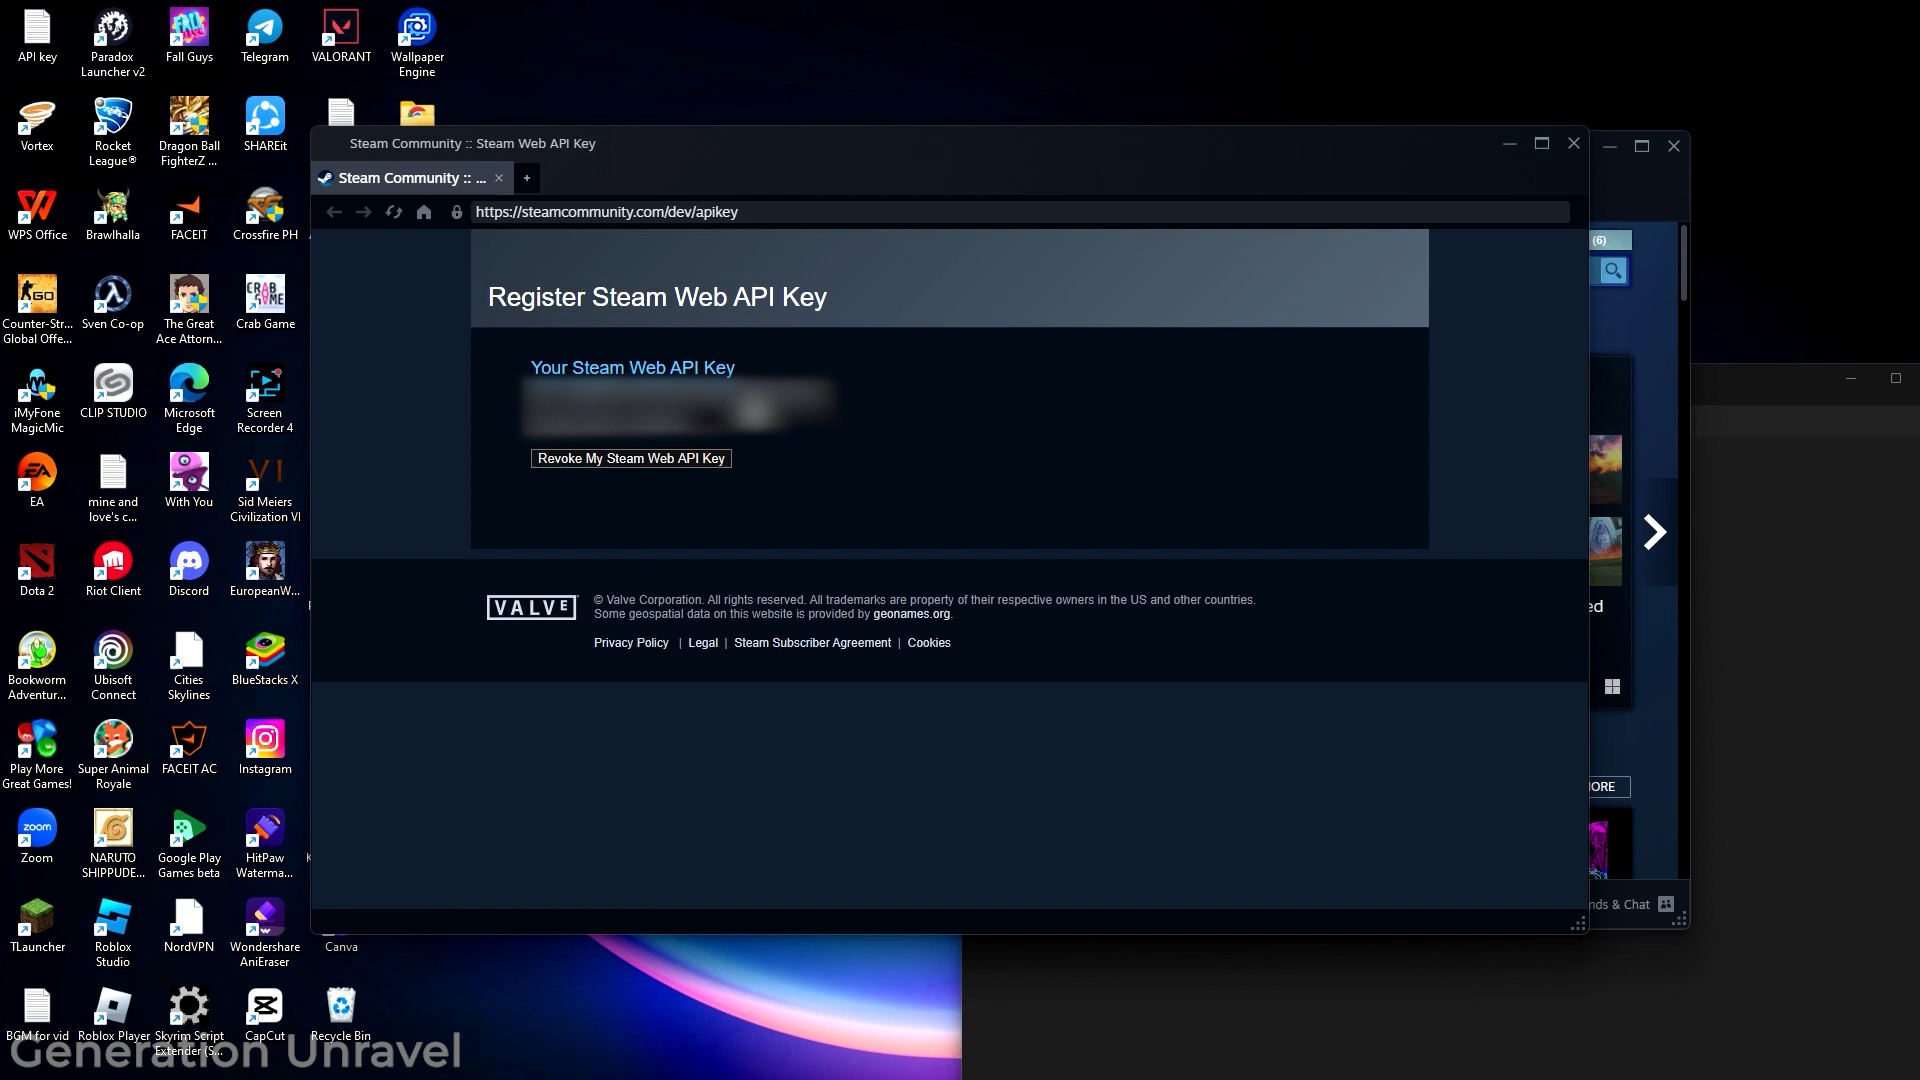 API key
Paradox
Launcher v2
Fall Guys
Telegram
VALORANT
Wallpaper
Engine
Vortex
Rocket
League®
Dragon Ball
FighterZ ...
SHAREit
WPS Office
Brawlhalla
FACEIT
Crossfire PH
Counter-Str...
Global Offe...
Sven Co-op
The Great
Ace Attorn...
Crab Game
iMyFone
MagicMic
CLIP STUDIO
Microsoft
Edge
Screen
Recorder 4
EA
mine and
love's c...
With You
Sid Meiers
Civilization VI
Dota 2
Riot Client
Discord
EuropeanW...
Bookworm
Adventur...
Ubisoft
Connect
Cities
Skylines
BlueStacks X
Play More
Great Games!
Super Animal
Royale
FACEIT AC
Instagram
Zoom
NARUTO
SHIPPUDE...
Google Play
Games beta
HitPaw
Waterma...
TLauncher
Roblox
Studio
NordVPN
Wondershare
AniEraser
Canva
BGM for vid
Roblox Player
Skyrim Script
Extender (S...
CapCut
Recycle Bin
Generation Unravel
Steam Community :: Steam Web API Key
Steam Community :: ...
https://steamcommunity.com/dev/apikey
Register Steam Web API Key
Your Steam Web API Key
Revoke My Steam Web API Key
VALVE
© Valve Corporation. All rights reserved. All trademarks are property of their respective owners in the US and other countries.
Some geospatial data on this website is provided by geonames.org.
Privacy Policy | Legal | Steam Subscriber Agreement | Cookies
(6)
ed
ORE
nds & Chat